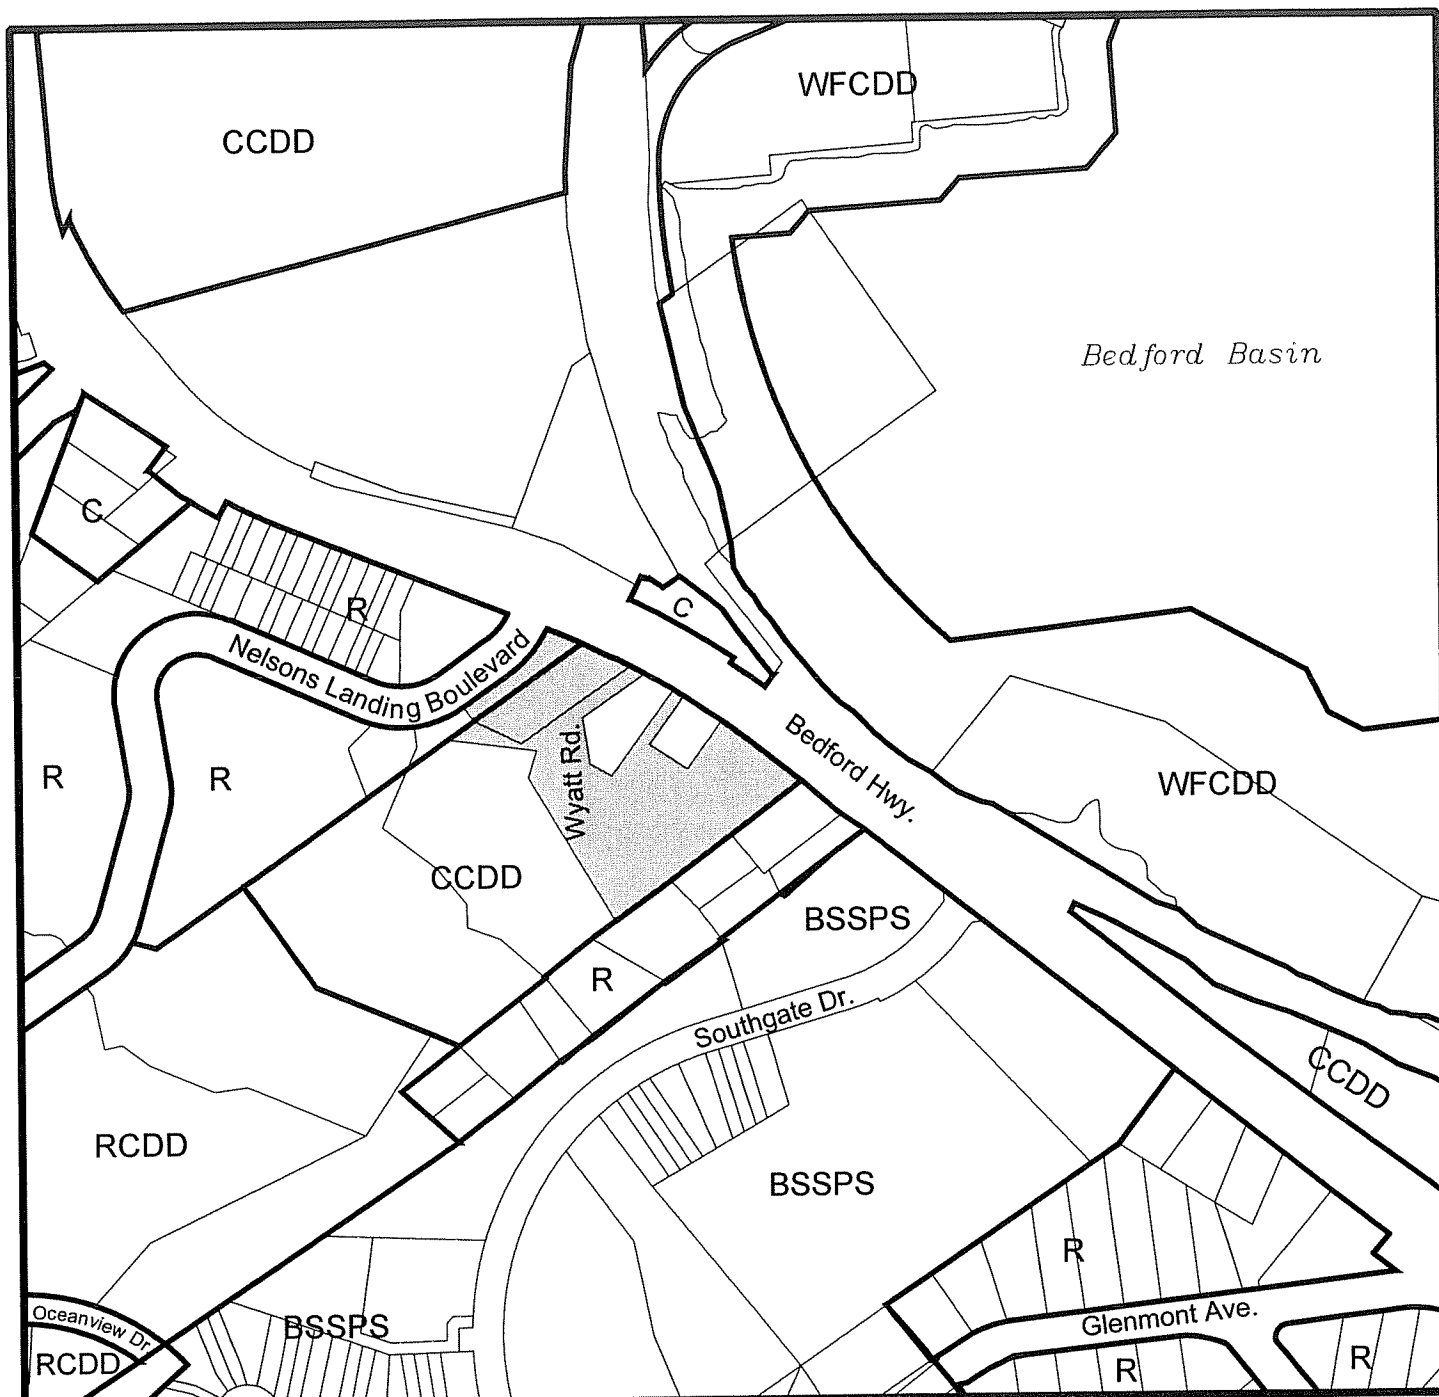 WFCDD
CCDD
Bedford Basin
C
C
R
Nelsons Landing Boulevard
Wyatt Rd.
Bedford Hwy.
R
R
WFCDD
CCDD
BSSPS
R
Southgate Dr.
CCDD
RCDD
BSSPS
R
Oceanview Dr
BSSPS
Glenmont Ave.
RCDD
R
R